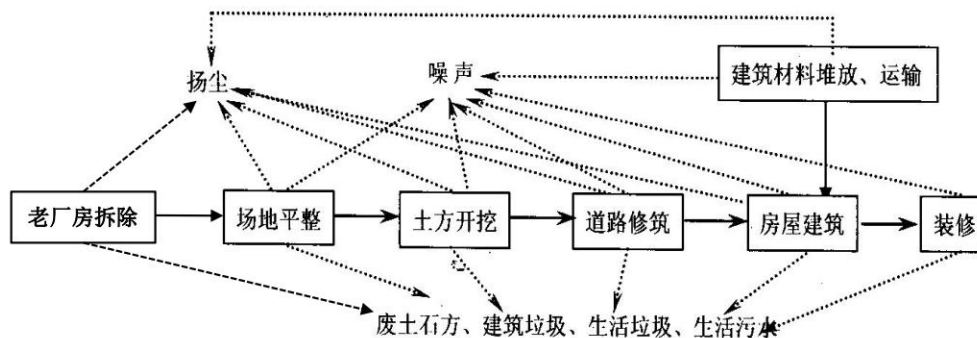 扬尘
噪声
建筑材料堆放、运输
老厂房拆除
场地平整
土方开挖
道路修筑
房屋建筑
装修
废土石方、建筑垃圾、生活垃圾、生活污水